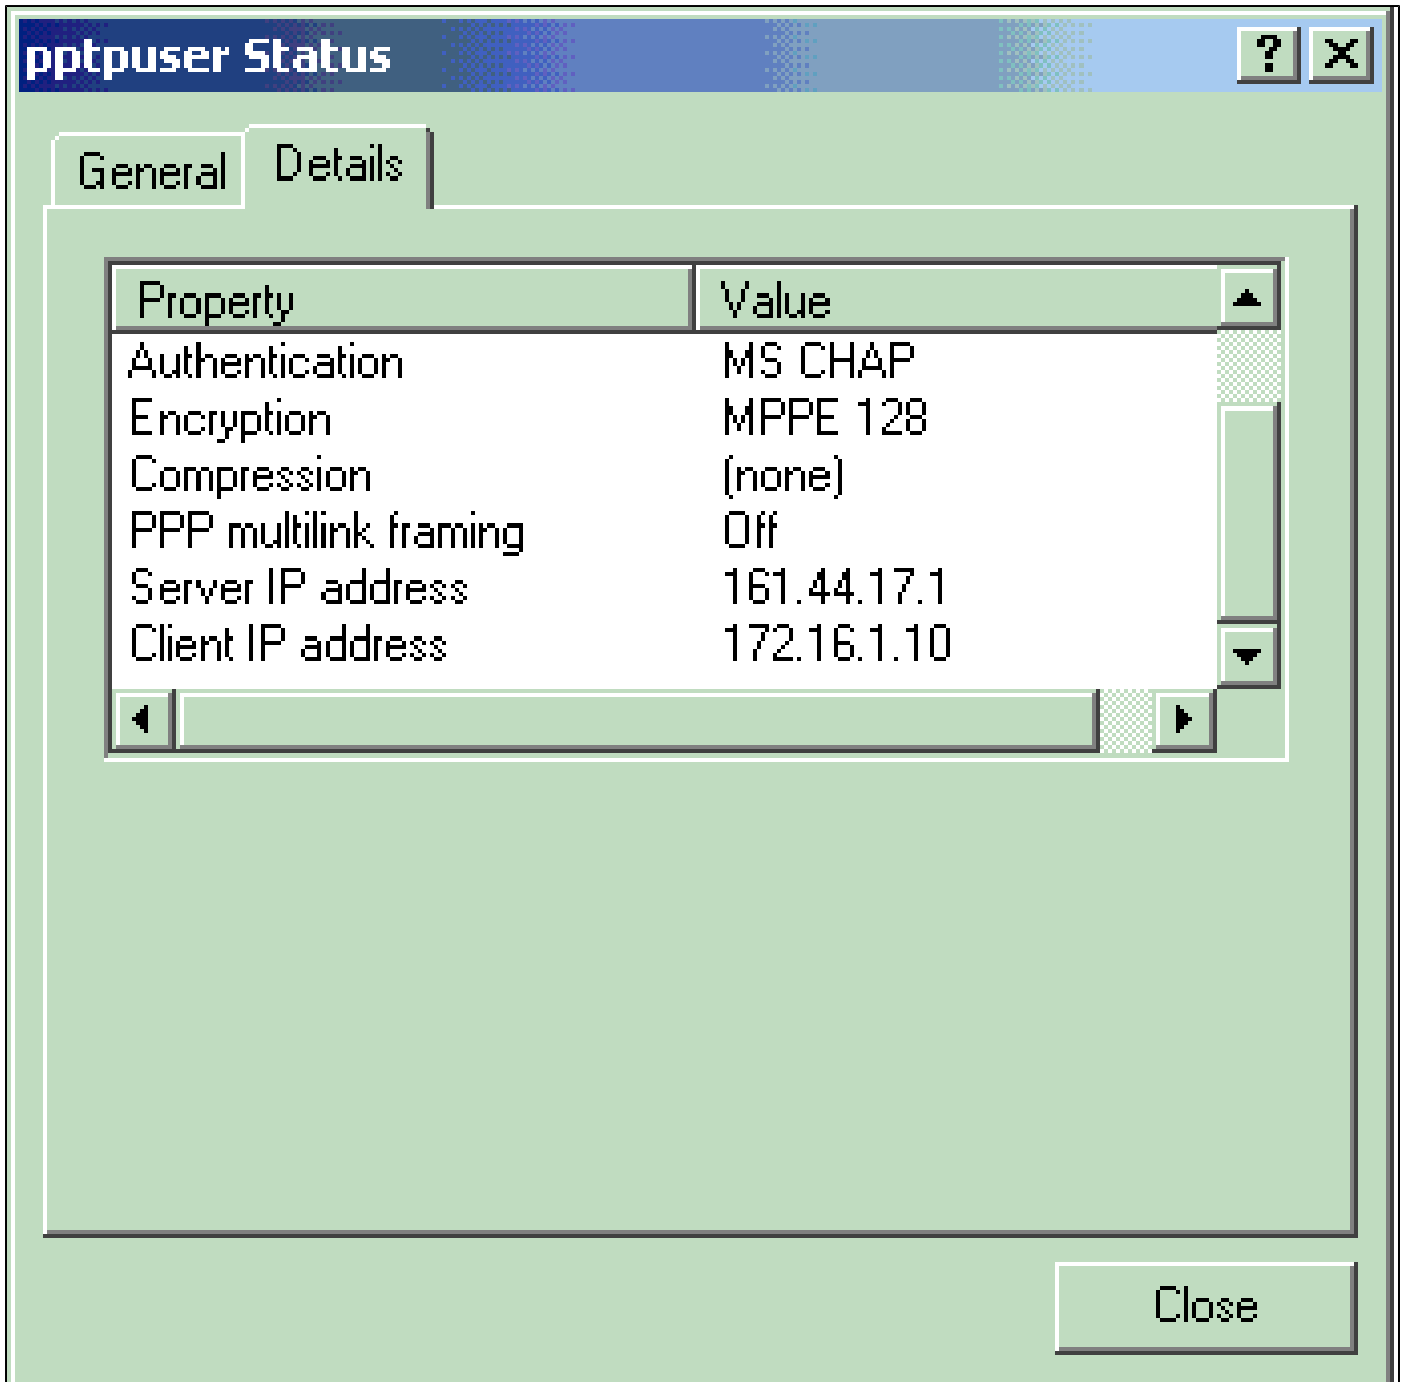 pptpuser Status
General Details
Property Value
Authentication MS CHAP
Encryption MPPE 128
Compression (none)
PPP multilink framing Off
Server IP address 161.44.17.1
Client IP address 172.16.1.10
Close